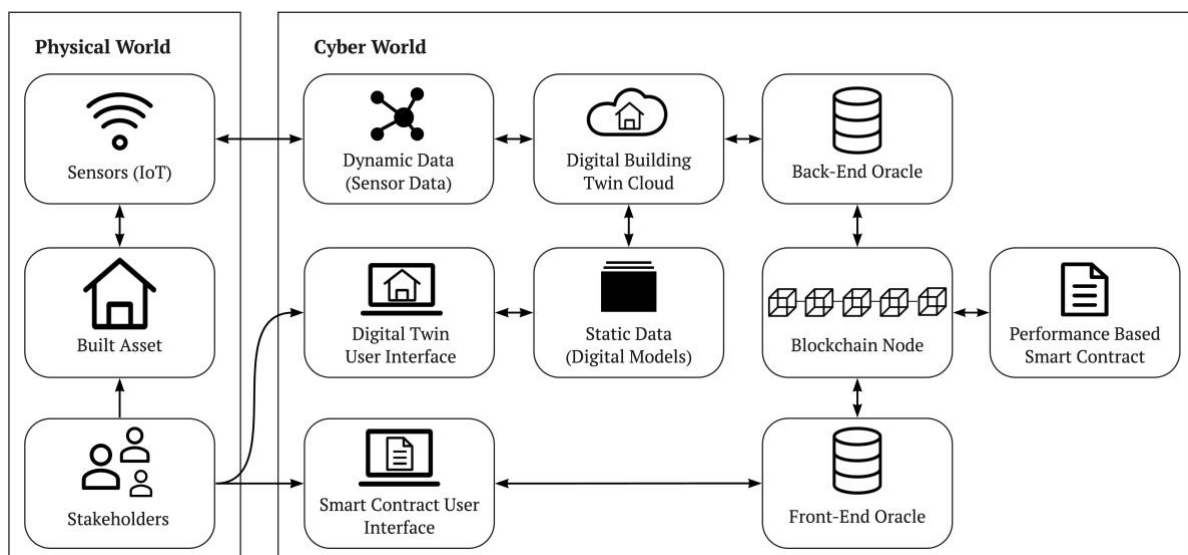 Physical World
Cyber World
Sensors (IoT)
Dynamic Data
(Sensor Data)
Digital Building
Twin Cloud
Back-End Oracle
Built Asset
Digital Twin
User Interface
Static Data
(Digital Models)
Blockchain Node
Performance Based
Smart Contract
Stakeholders
Smart Contract User
Interface
Front-End Oracle